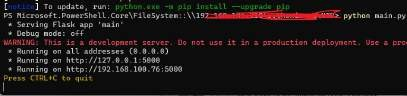 [notice] To update, run: python.exe -m pip install --upgrade pip
PS Microsoft.PowerShell.Core\FileSystem::\\192.168. python main.py
* Serving Flask app 'main'
* Debug mode: off
WARNING: This is a development server. Do not use it in a production deployment. Use a pro
* Running on all addresses (0.0.0.0)
* Running on http://127.0.0.1:5000
* Running on http://192.168.100.76:5000
Press CTRL+C to quit